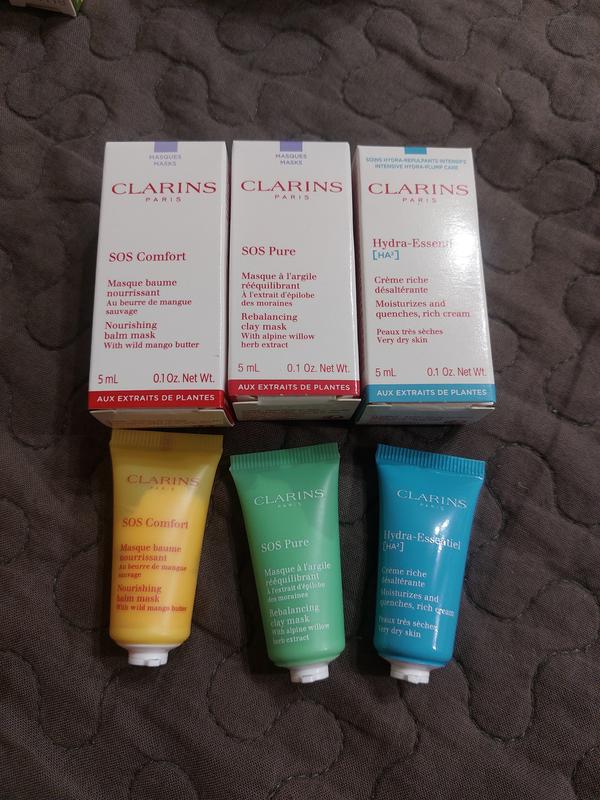 MASQUES
MASKS
CLARINS
PARIS
SOS Comfort
Masque baume
nourrissant
Au beurre de mangue
sauvage
Nourishing
balm mask
With wild mango butter
5 mL 0.1 Oz. Net Wt.
AUX EXTRAITS DE PLANTES
MASQUES
MASKS
CLARINS
PARIS
SOS Pure
Masque à l'argile
rééquilibrant
À l'extrait d'épilobe
des moraines
Rebalancing
clay mask
With alpine willow
herb extract
5 mL 0.1 Oz. Net Wt.
AUX EXTRAITS DE PLANTES
SOINS HYDRA-REPULPANTS INTENSIFS
INTENSIVE HYDRA-PLUMP CARE
CLARINS
PARIS
Hydra-Essentiel
[HA²]
Crème riche
désaltérante
Moisturizes and
quenches, rich cream
Peaux très sèches
Very dry skin
5 mL 0.1 Oz. Net Wt.
AUX EXTRAITS DE PLANTES
CLARINS
PARIS
SOS Comfort
Masque baume
nourrissant
Au beurre de mangue
sauvage
Nourishing
balm mask
With wild mango butter
CLARINS
PARIS
SOS Pure
Masque à l'argile
rééquilibrant
À l'extrait d'épilobe
des moraines
Rebalancing
clay mask
With alpine willow
herb extract
CLARINS
PARIS
Hydra-Essentiel
[HA²]
Crème riche
désaltérante
Moisturizes and
quenches, rich cream
Peaux très sèches
Very dry skin